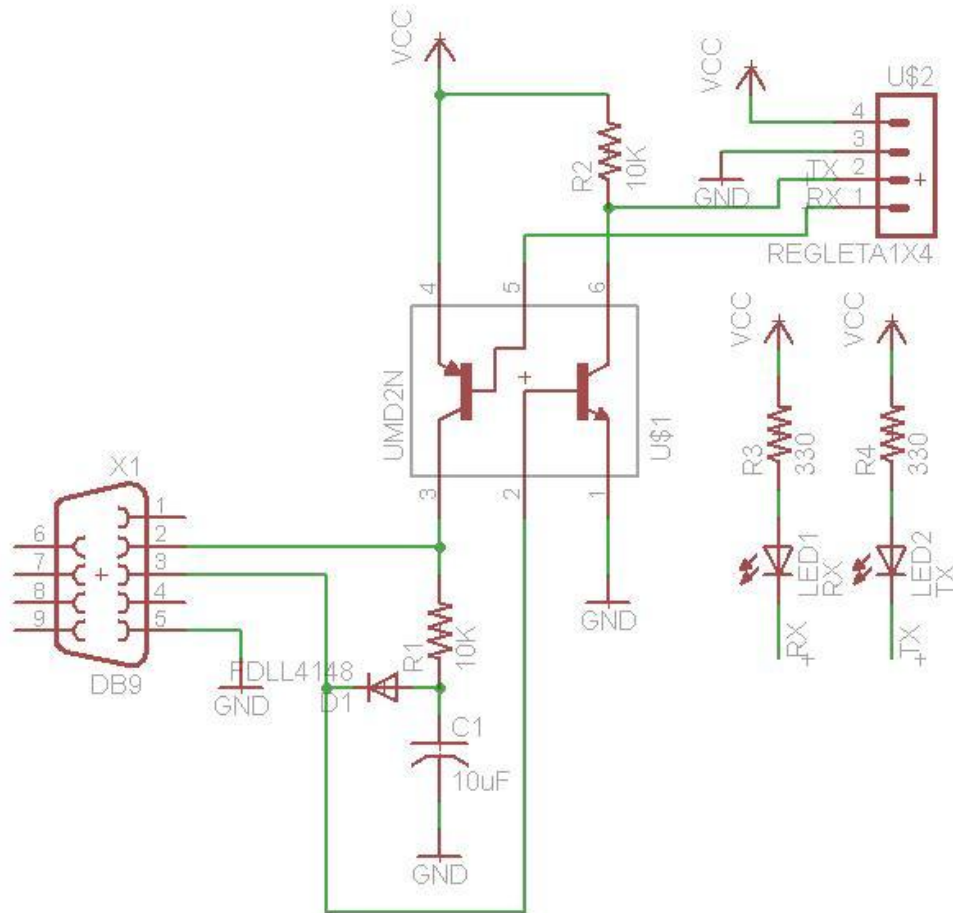 VCC
R2
10K
VCC
U$2
4
3
2
1
GND
TX
RX
REGLETA1X4
4
5
6
UMD2N
U$1
3
2
1
GND
VCC
R3
330
LED1
RX
RX
VCC
R4
330
LED2
TX
TX
X1
1
2
3
4
5
6
7
8
9
DB9
GND
FDLL4148
D1
R1
10K
C1
10uF
GND